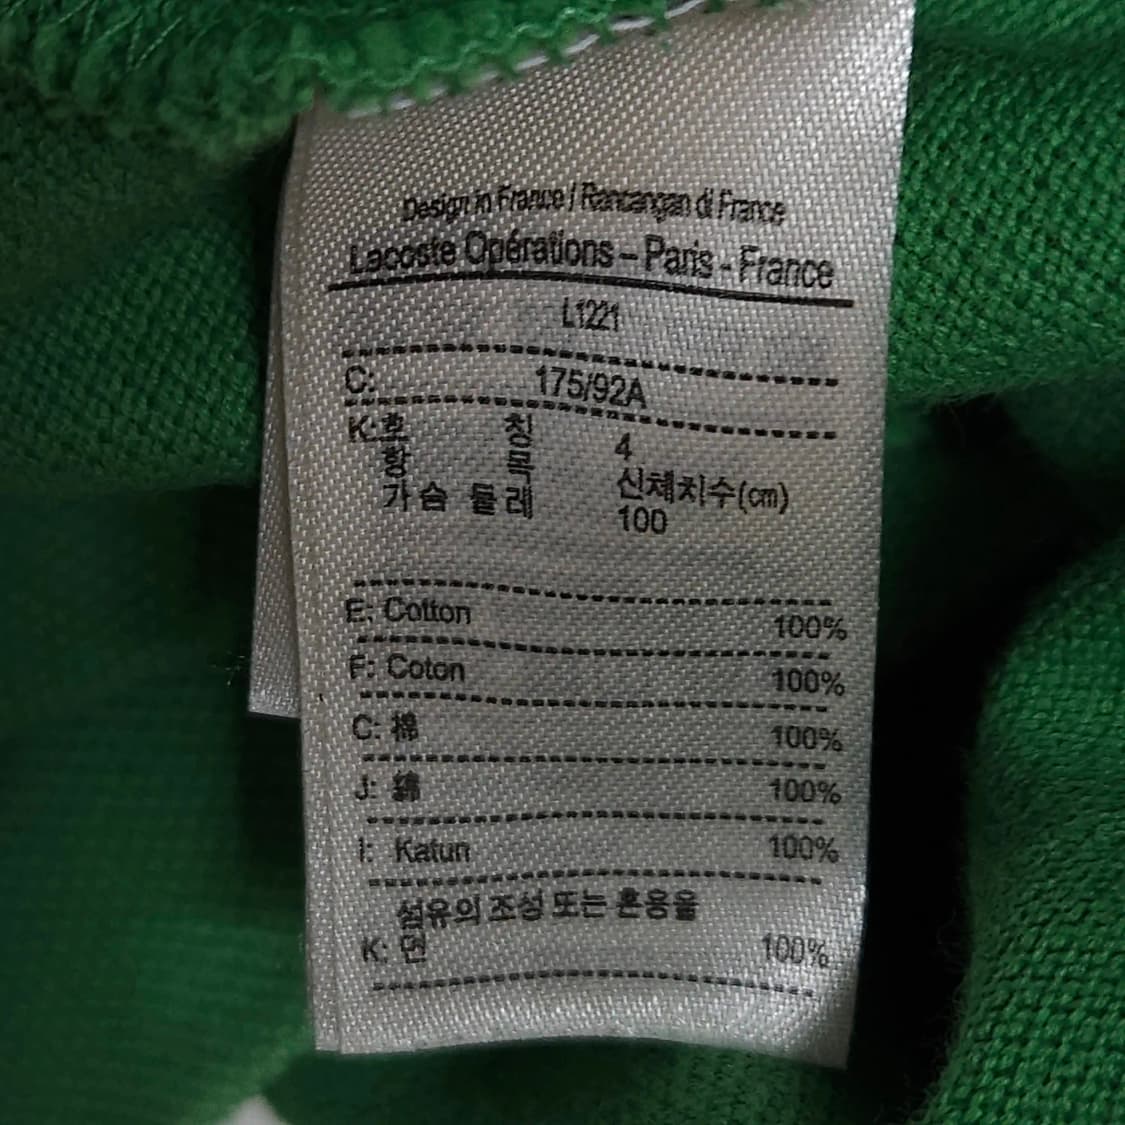 Design in France / Rancangan di France
Lacoste Opérations – Paris - France
L1221
C: 175/92A
K: 호 칭 4
항 목 신체치수(cm)
가슴 둘레 100
E: Cotton 100%
F: Coton 100%
C: 棉 100%
J: 綿 100%
I: Katun 100%
섬유의 조성 또는 혼용율
K: 면 100%